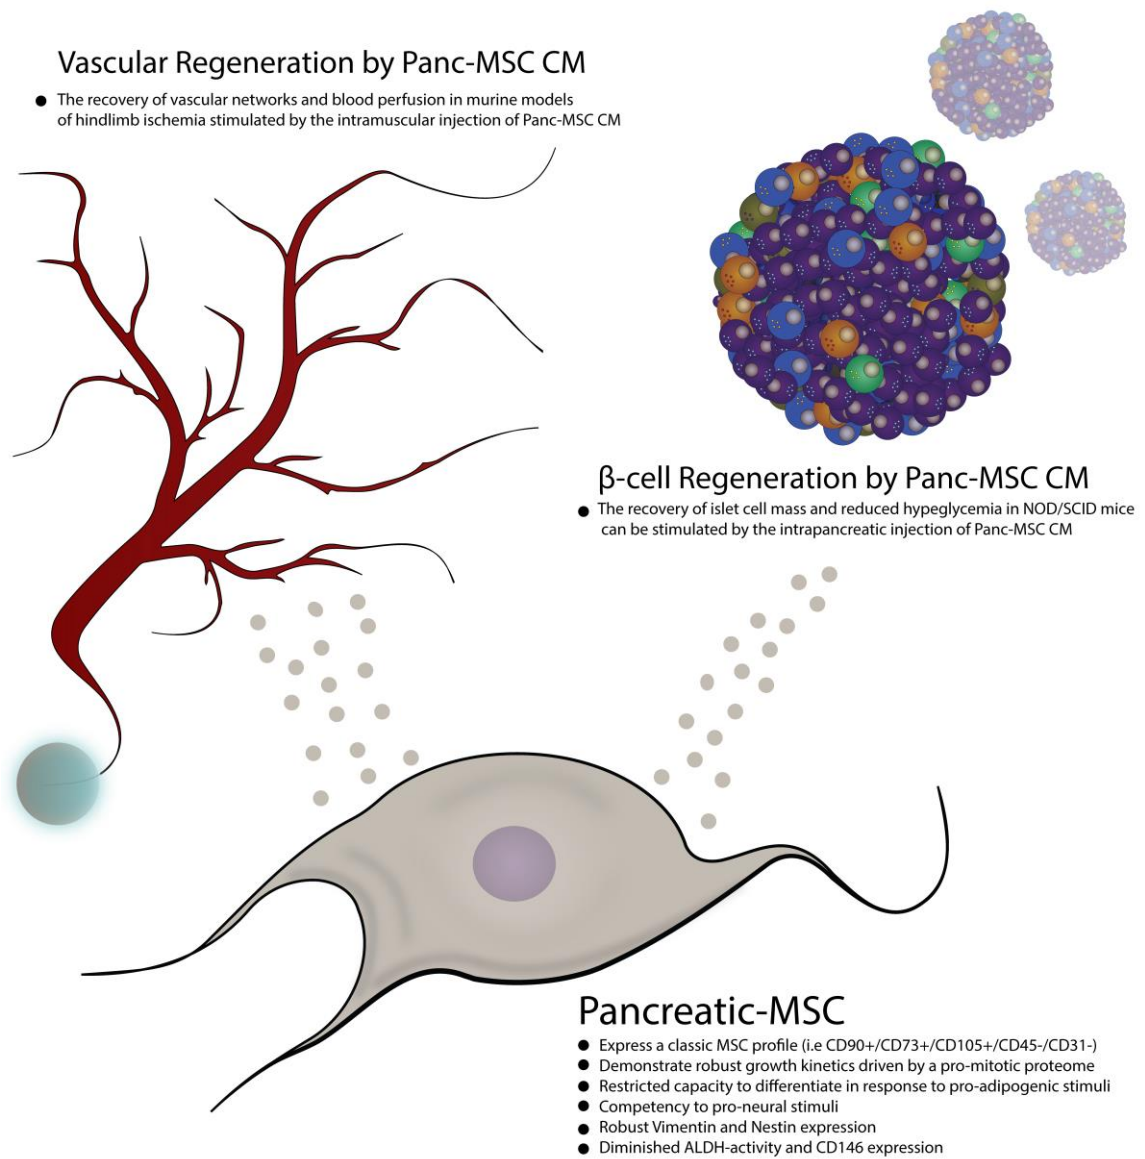 Vascular Regeneration by Panc-MSC CM
● The recovery of vascular networks and blood perfusion in murine models
of hindlimb ischemia stimulated by the intramuscular injection of Panc-MSC CM
β-cell Regeneration by Panc-MSC CM
● The recovery of islet cell mass and reduced hypeglycemia in NOD/SCID mice
can be stimulated by the intrapancreatic injection of Panc-MSC CM
Pancreatic-MSC
● Express a classic MSC profile (i.e CD90+/CD73+/CD105+/CD45-/CD31-)
● Demonstrate robust growth kinetics driven by a pro-mitotic proteome
● Restricted capacity to differentiate in response to pro-adipogenic stimuli
● Competency to pro-neural stimuli
● Robust Vimentin and Nestin expression
● Diminished ALDH-activity and CD146 expression